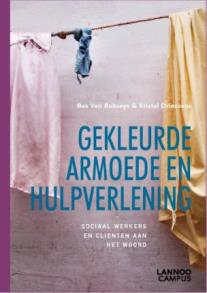 Bea Van Robaeys & Kristel Driessens
GEKLEURDE
ARMOEDE EN
HULPVERLENING
SOCIAAL WERKERS
EN CLIËNTEN AAN
HET WOORD
LANNOO
CAMPUS